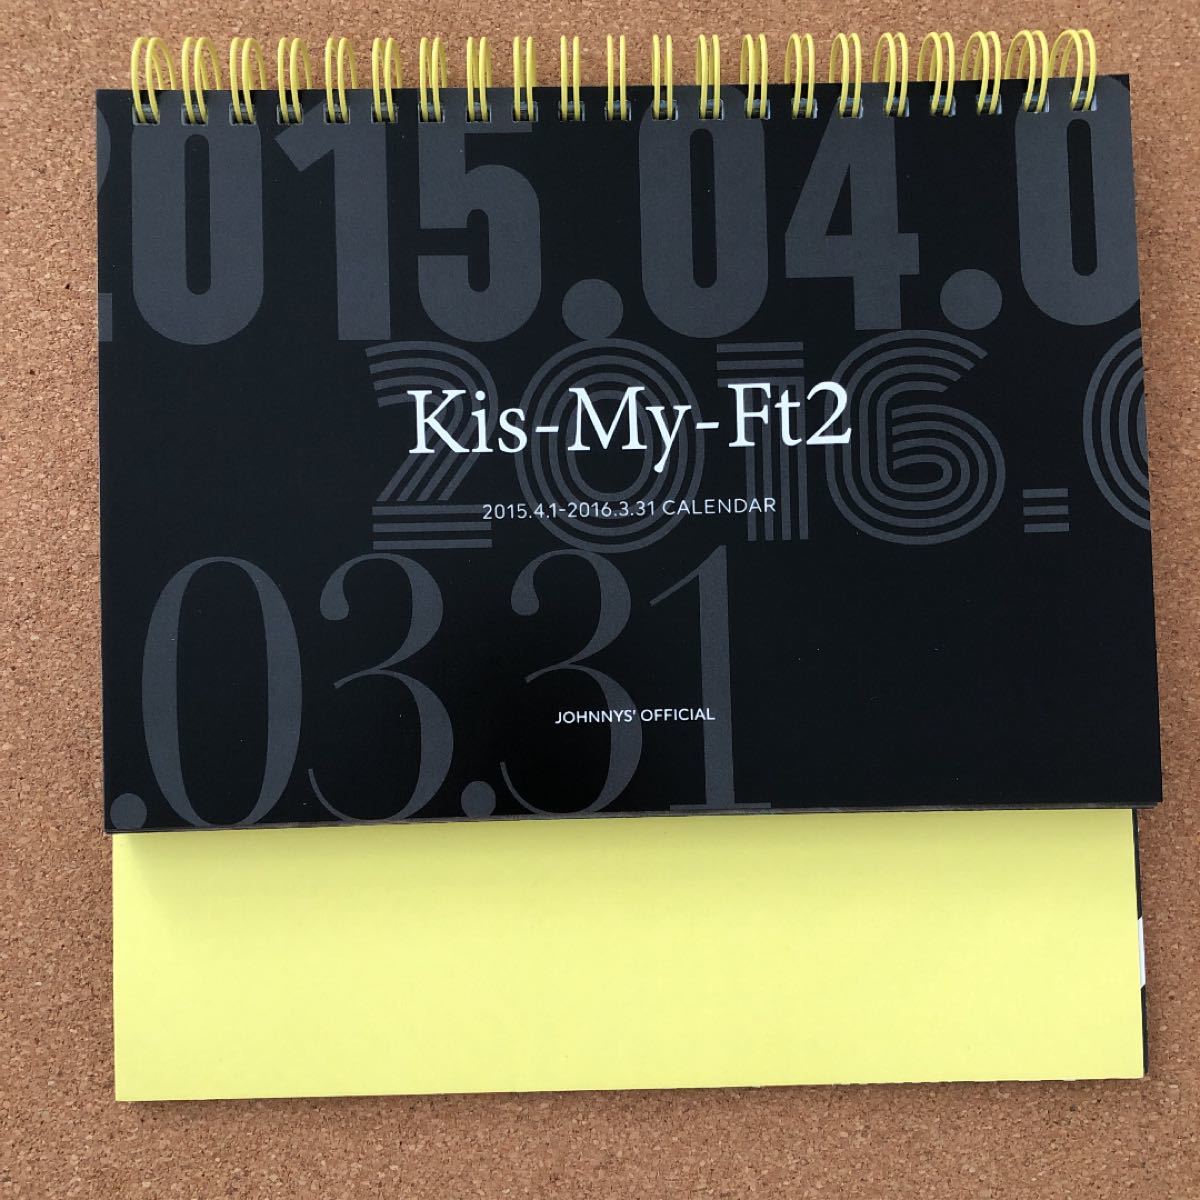 2015.04.0
Kis-My-Ft2
2016.0
2015.4.1-2016.3.31 CALENDAR
.03.31
JOHNNYS' OFFICIAL